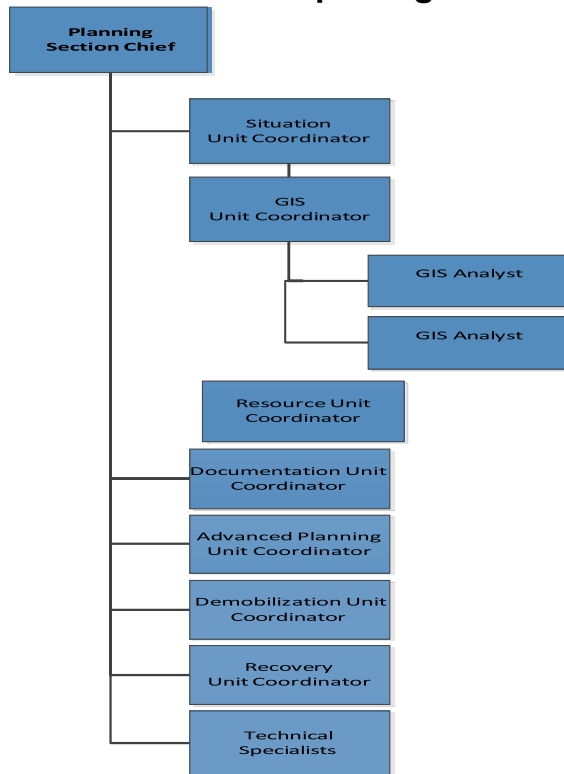 Planning
Section Chief
Situation
Unit Coordinator
GIS
Unit Coordinator
GIS Analyst
GIS Analyst
Resource Unit
Coordinator
Documentation Unit
Coordinator
Advanced Planning
Unit Coordinator
Demobilization Unit
Coordinator
Recovery
Unit Coordinator
Technical
Specialists